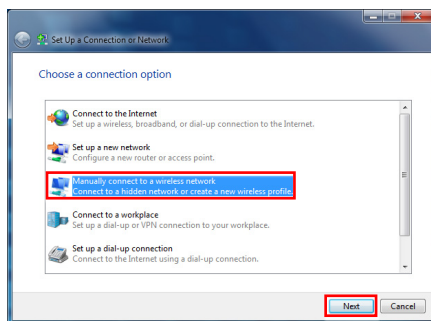 Set Up a Connection or Network
Choose a connection option
Connect to the Internet
Set up a wireless, broadband, or dial-up connection to the Internet.
Set up a new network
Configure a new router or access point.
Manually connect to a wireless network
Connect to a hidden network or create a new wireless profile.
Connect to a workplace
Set up a dial-up or VPN connection to your workplace.
Set up a dial-up connection
Connect to the Internet using a dial-up connection.
Next
Cancel